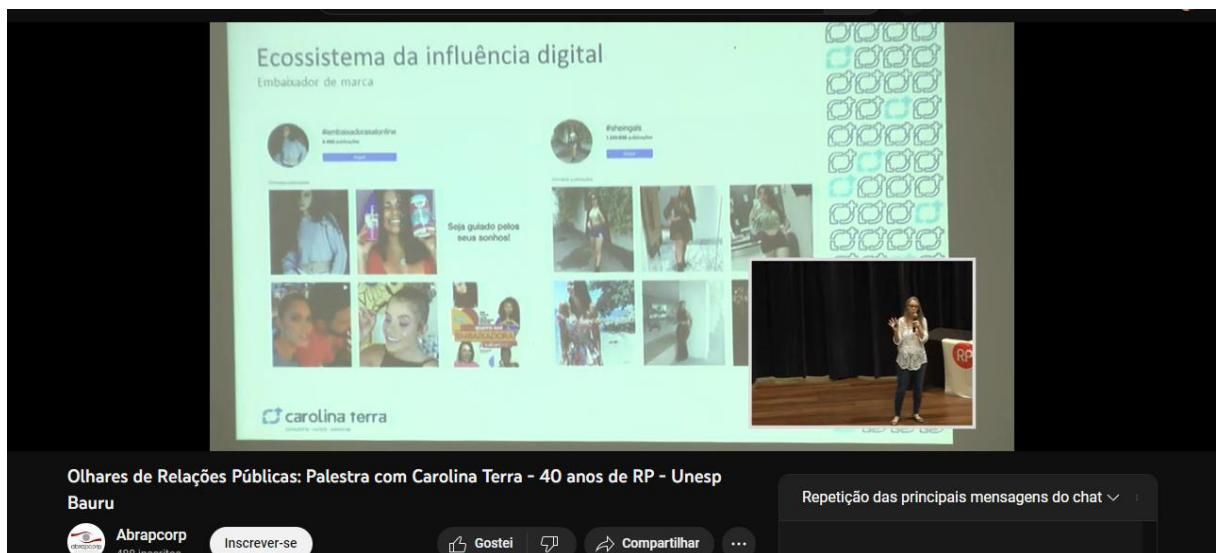 Ecossistema da influência digital
Embaixador de marca
#embaixadorasalonline
#sheingals
Seja guiado pelos
seus sonhos!
EMBAIXADORA
carolina terra
RP
Olhares de Relações Públicas: Palestra com Carolina Terra - 40 anos de RP - Unesp
Bauru
Repetição das principais mensagens do chat
Abrapcorp
Inscrever-se
Gostei
Compartilhar